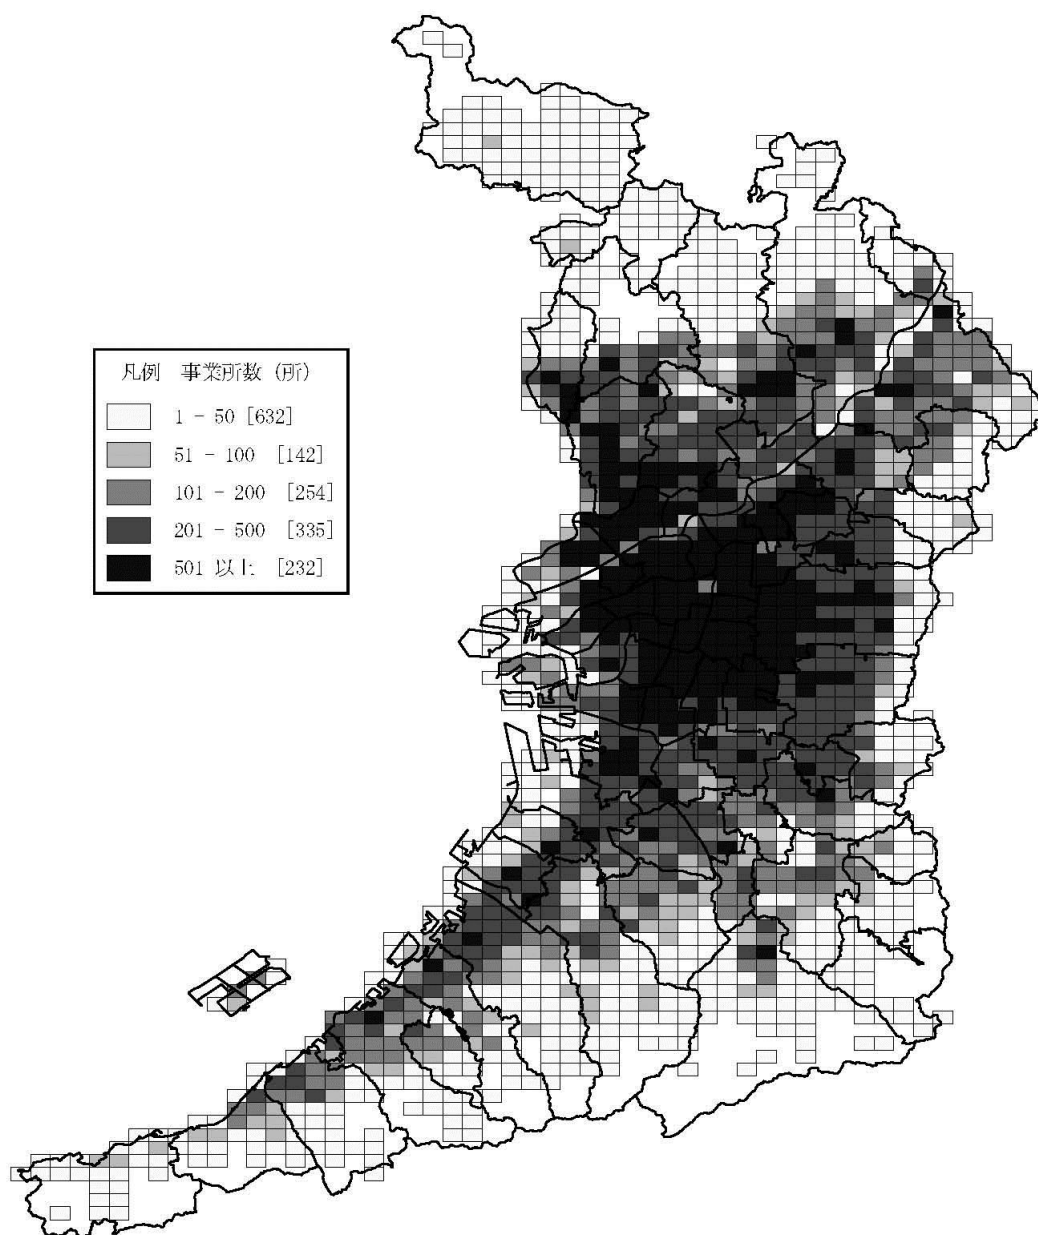 凡例 事業所数 (所)
1 - 50 [632]
51 - 100 [142]
101 - 200 [254]
201 - 500 [335]
501 以上 [232]